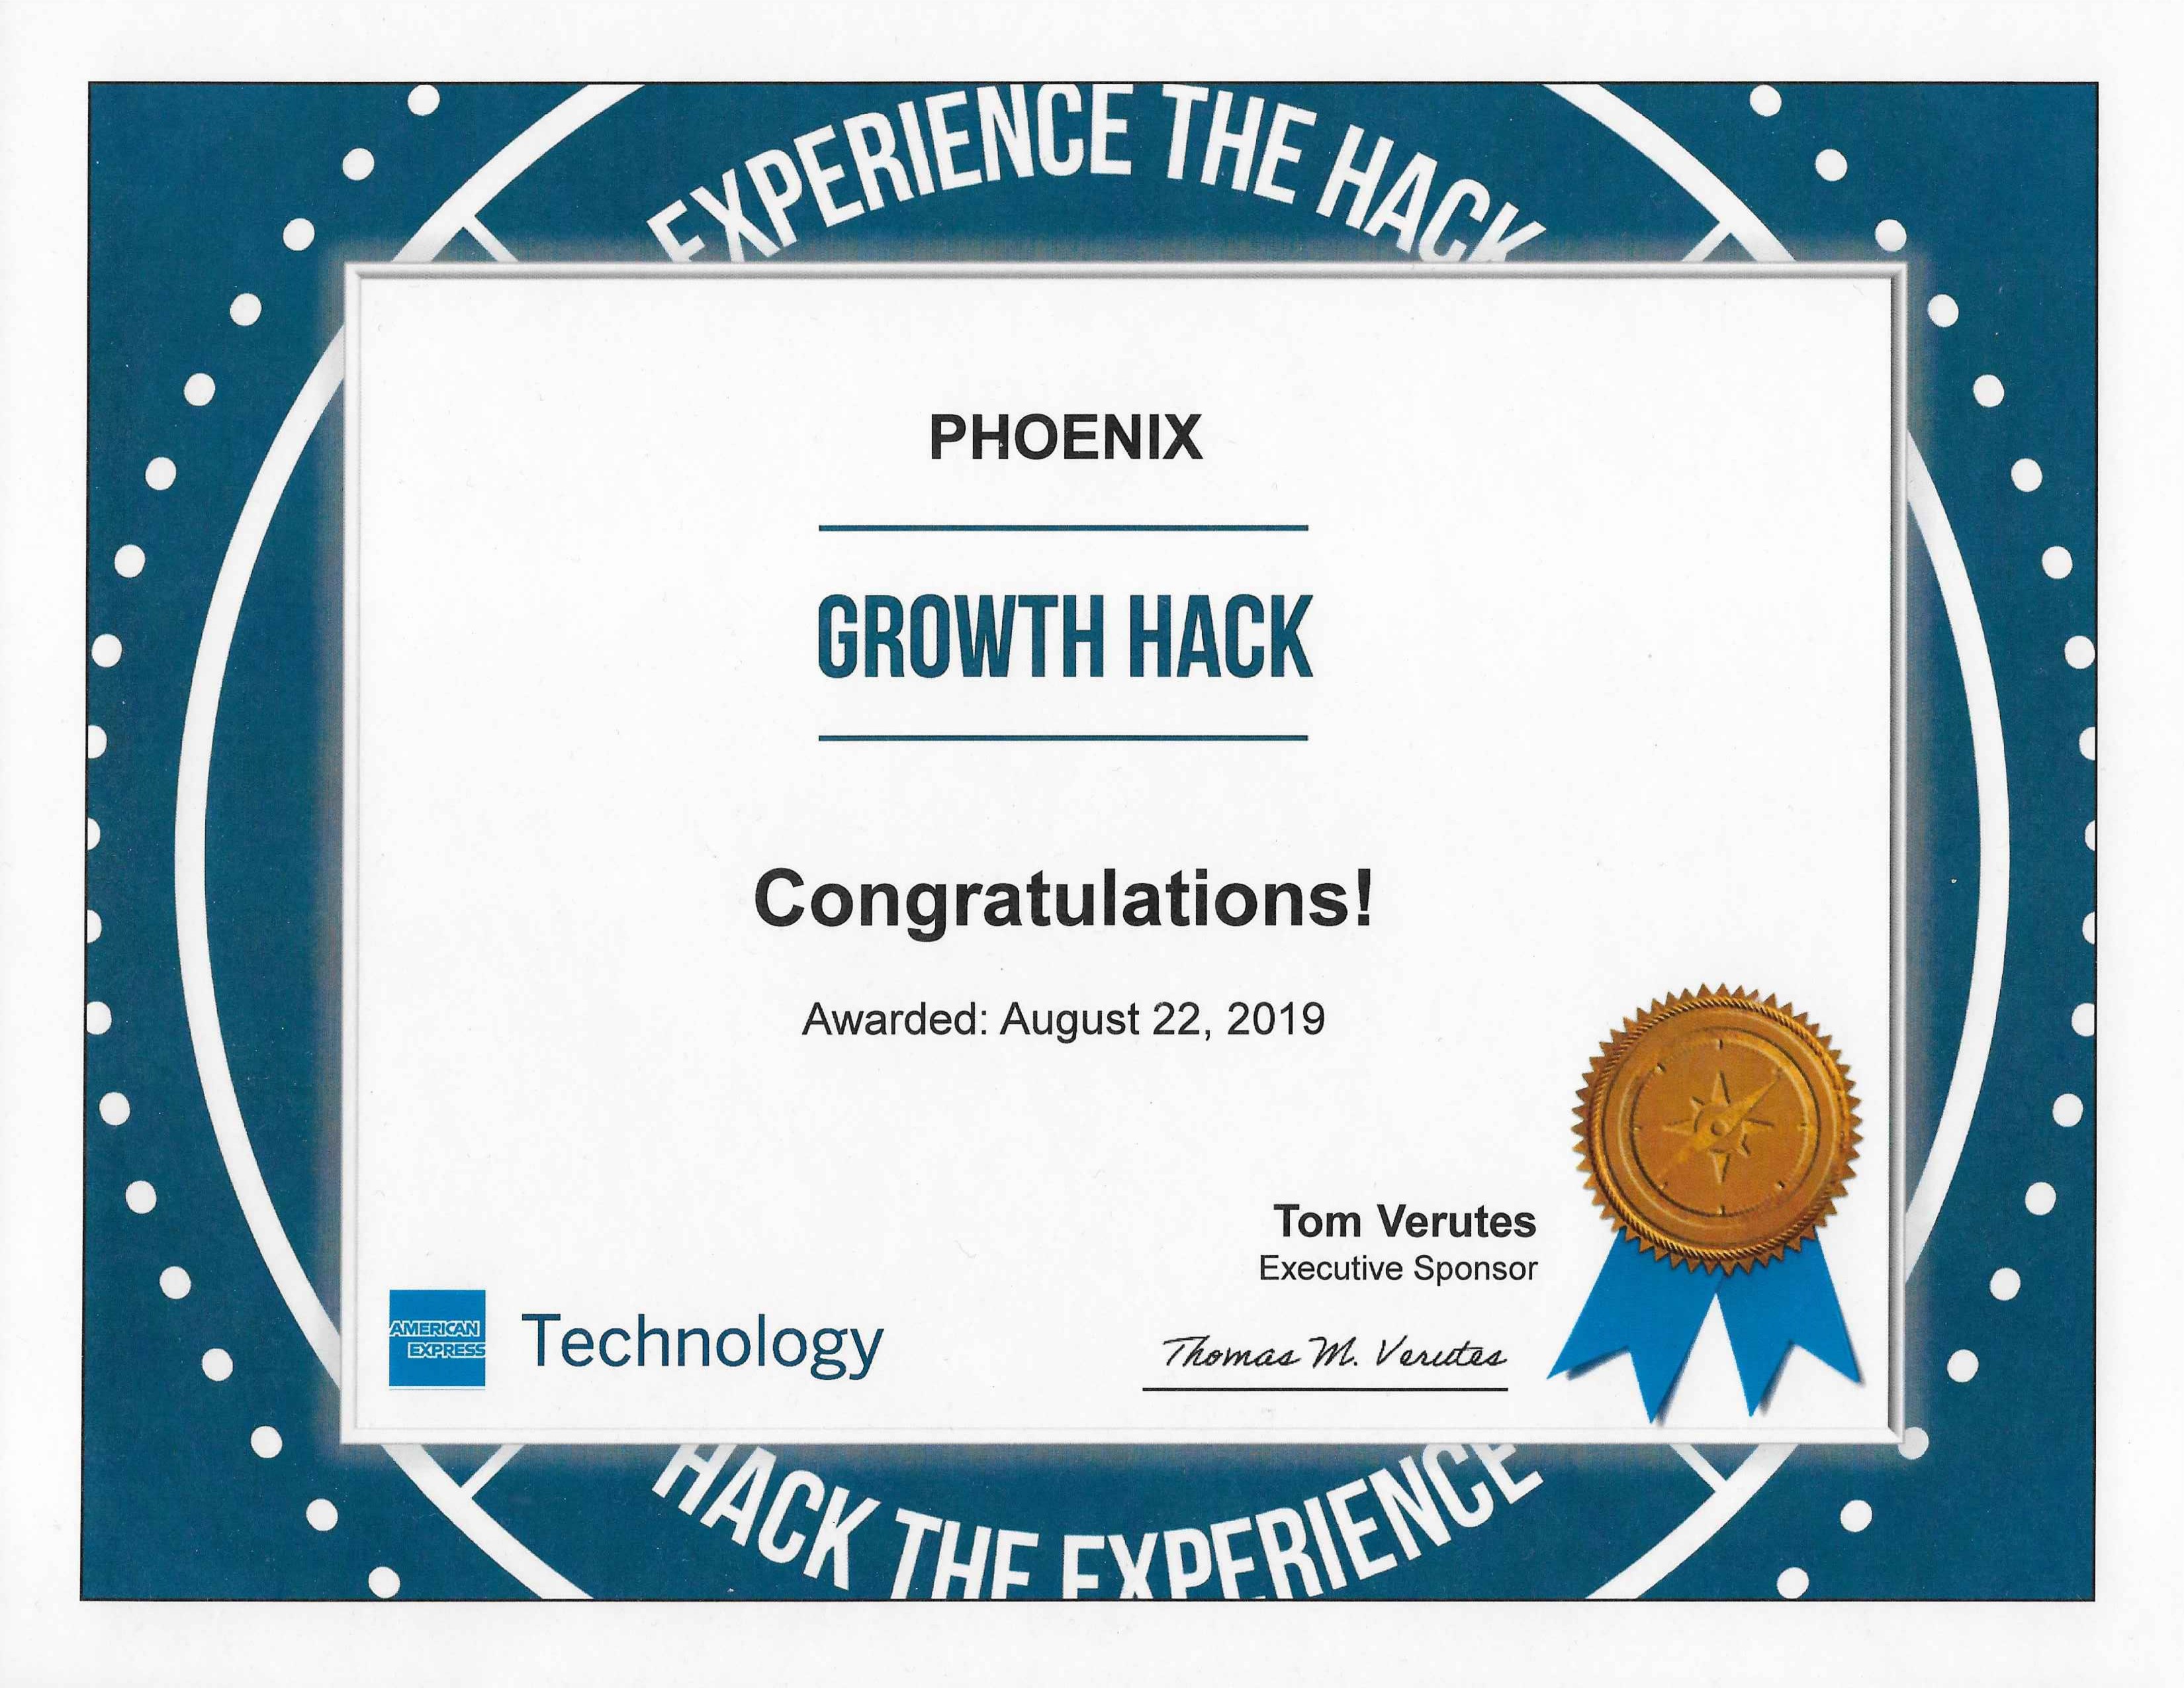 EXPERIENCE THE HACK
PHOENIX
GROWTH HACK
Congratulations!
Awarded: August 22, 2019
Tom Verutes
Executive Sponsor
AMERICAN
EXPRESS
Technology
Thomas M. Verutes
HACK THE EXPERIENCE